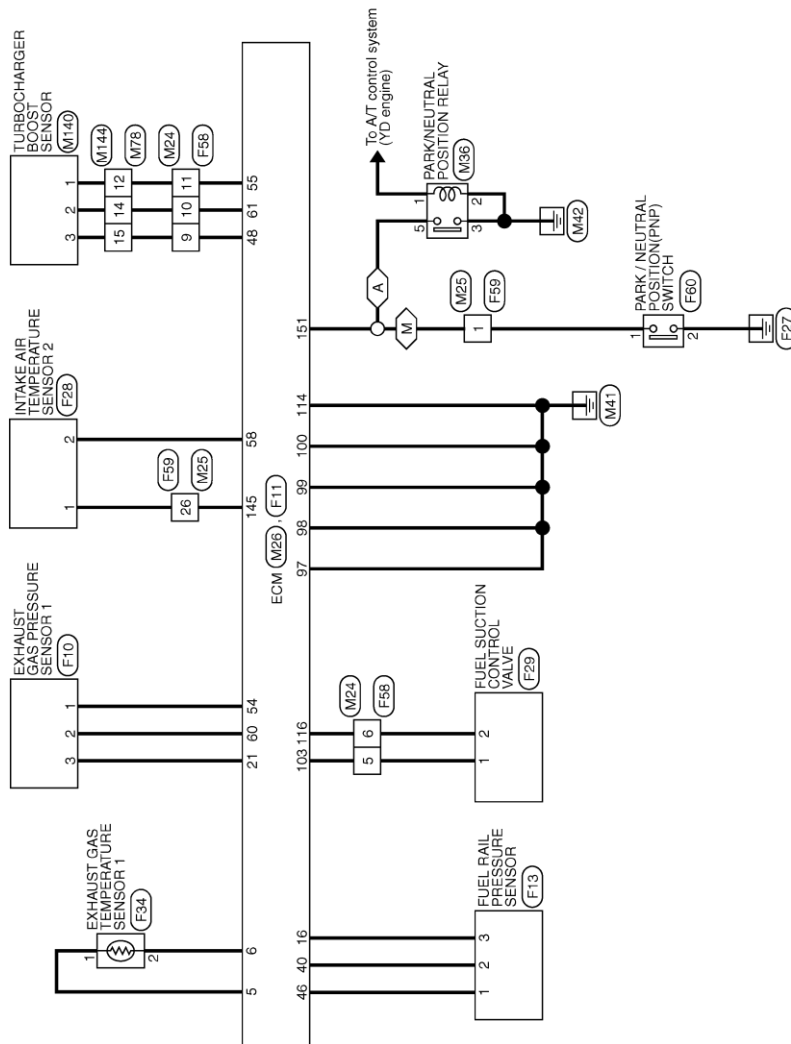 TURBOCHARGER
BOOST
SENSOR
M140
1
2
3
M144
12
14
15
M78
M24
11
10
9
F58
55
61
48
INTAKE AIR
TEMPERATURE
SENSOR 2
F28
2
1
F59
26
M25
58
145
EXHAUST
GAS PRESSURE
SENSOR 1
F10
1
2
3
54
60
21
EXHAUST GAS
TEMPERATURE
SENSOR 1
F34
1
2
6
5
ECM M26 , F11
151
114
100
99
98
97
116
103
16
40
46
To A/T control system
(YD engine)
PARK/NEUTRAL
POSITION RELAY
M36
1
2
5
3
M42
A
M
M25
1
F59
PARK / NEUTRAL
POSITION(PNP)
SWITCH
F60
1
2
F27
M41
M24
6
5
F58
FUEL SUCTION
CONTROL
VALVE
F29
2
1
FUEL RAIL
PRESSURE
SENSOR
F13
3
2
1